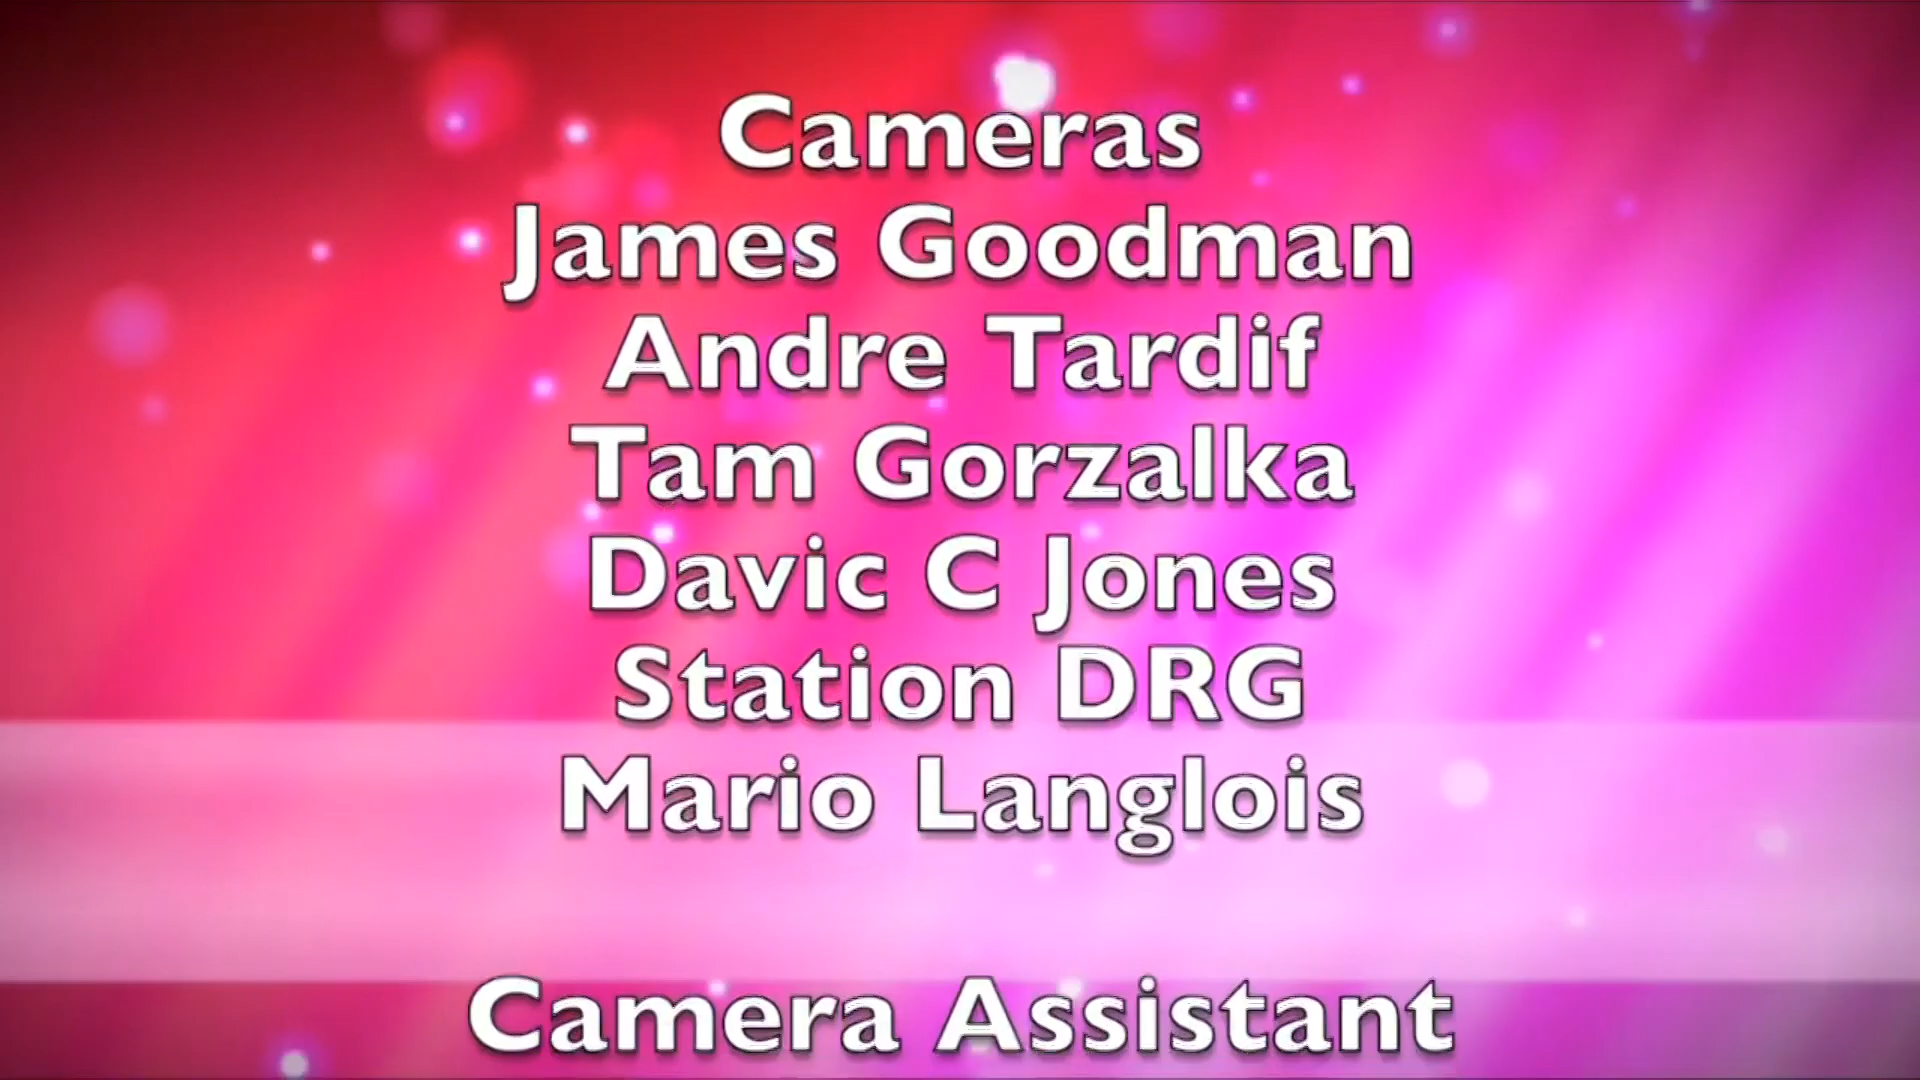 Cameras
James Goodman
Andre Tardif
Tam Gorzalka
Davic C Jones
Station DRG
Mario Langlois
Camera Assistant